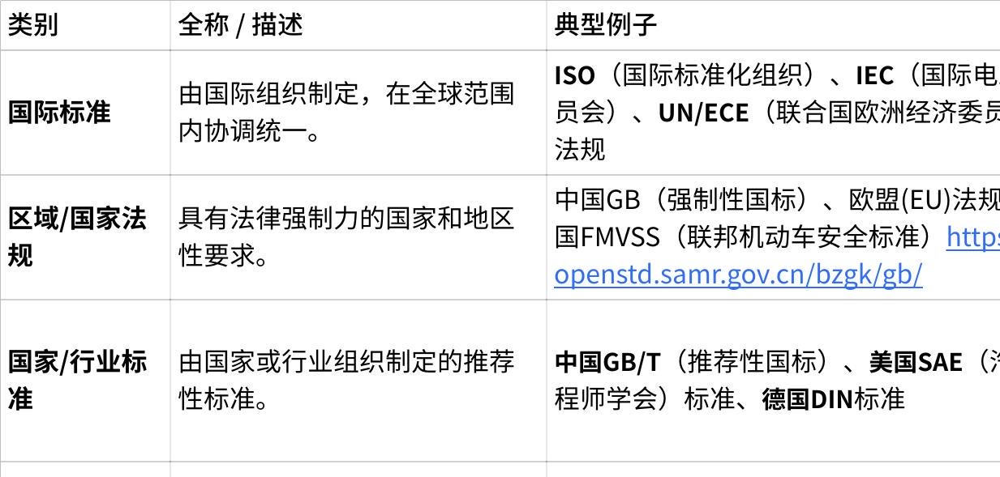 类别
全称 / 描述
典型例子
国际标准
由国际组织制定，在全球范围
内协调统一。
ISO（国际标准化组织）、IEC（国际电
员会）、UN/ECE（联合国欧洲经济委员
法规
区域/国家法
规
具有法律强制力的国家和地区
性要求。
中国GB（强制性国标）、欧盟(EU)法规
国FMVSS（联邦机动车安全标准）https
openstd.samr.gov.cn/bzgk/gb/
国家/行业标
准
由国家或行业组织制定的推荐
性标准。
中国GB/T（推荐性国标）、美国SAE（
程师学会）标准、德国DIN标准